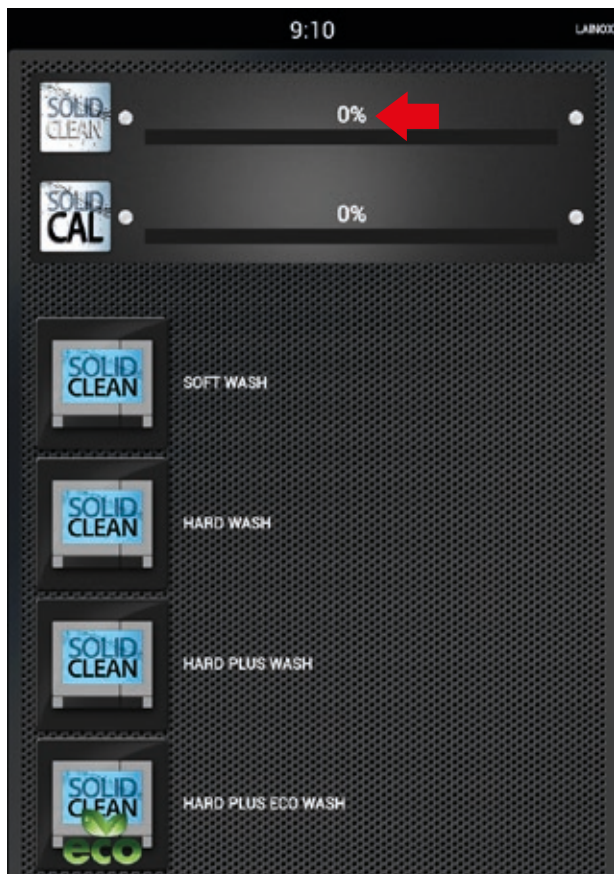 9:10
LAINOX
SOLID
CLEAN
0%
SOLID
CAL
0%
SOLID
CLEAN
SOFT WASH
SOLID
CLEAN
HARD WASH
SOLID
CLEAN
HARD PLUS WASH
SOLID
CLEAN
eco
HARD PLUS ECO WASH